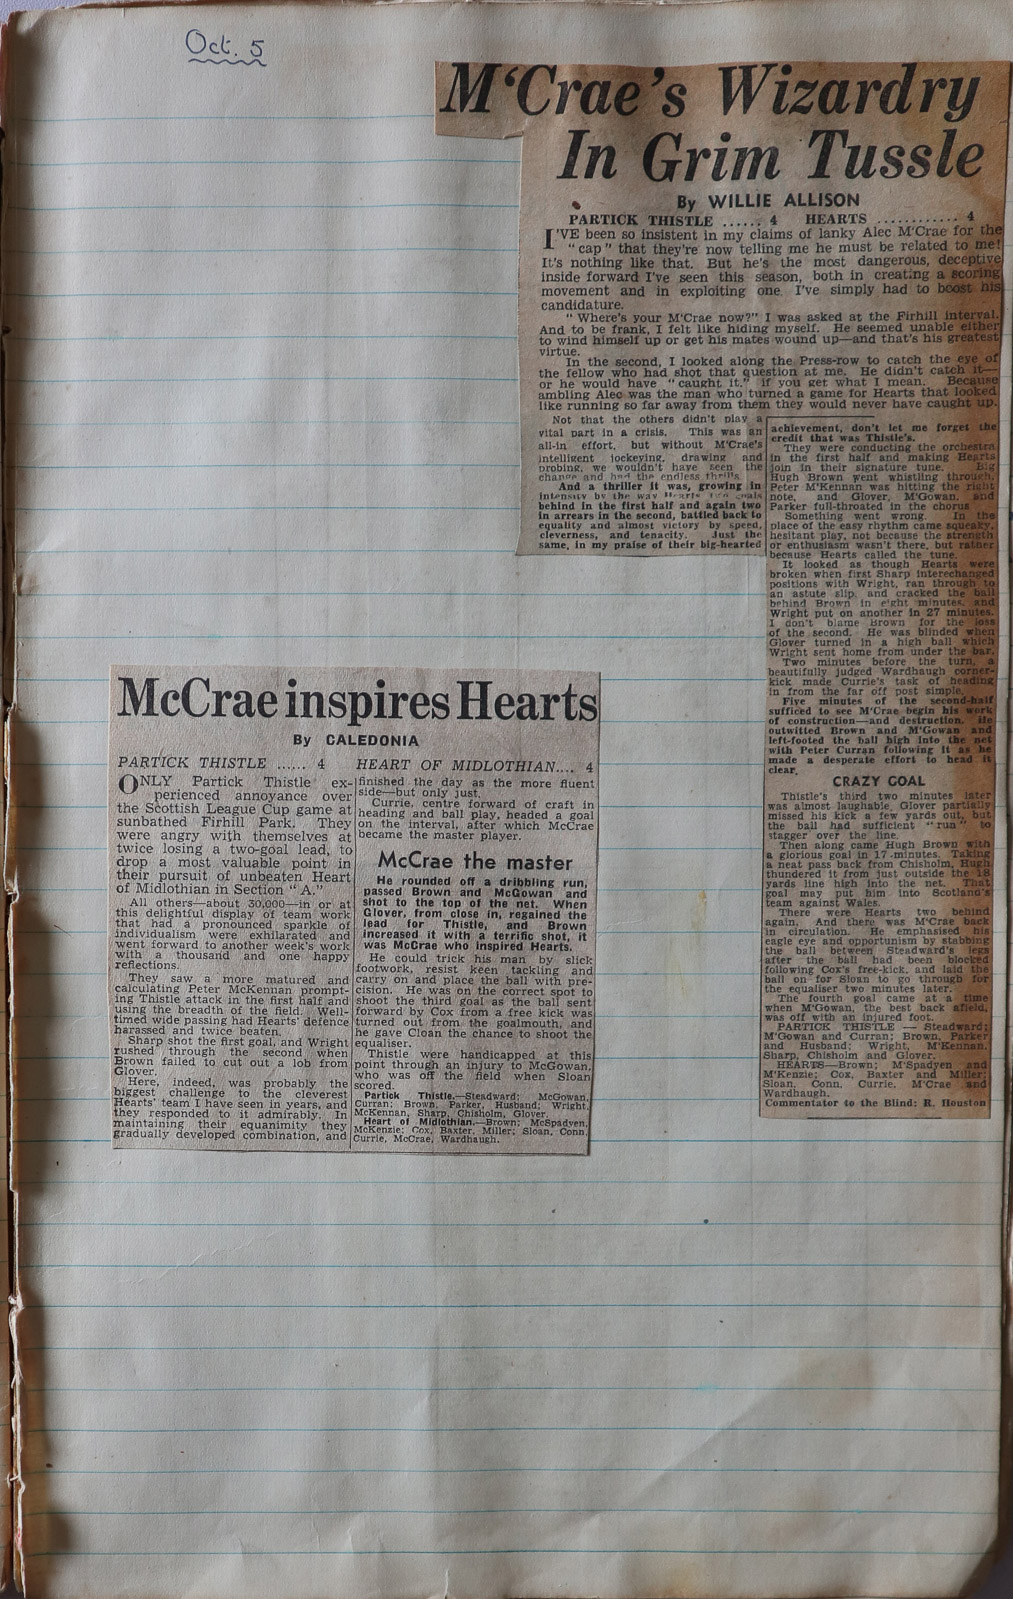 Oct. 5
M'Crae's Wizardry
In Grim Tussle
By WILLIE ALLISON
PARTICK THISTLE ...... 4 HEARTS ............ 4
I'VE been so insistent in my claims of lanky Alec M'Crae for the
"cap" that they're now telling me he must be related to me!
It's nothing like that. But he's the most dangerous, deceptive
inside forward I've seen this season, both in creating a scoring
movement and in exploiting one. I've simply had to boost his
candidature.
"Where's your M'Crae now?" I was asked at the Firhill interval.
And to be frank, I felt like hiding myself. He seemed unable either
to wind himself up or get his mates wound up—and that's his greatest
virtue.
In the second, I looked along the Press-row to catch the eye of
the fellow who had shot that question at me. He didn't catch it—
or he would have "caught it," if you get what I mean. Because
ambling Alec was the man who turned a game for Hearts that looked
like running so far away from them they would never have caught up.
Not that the others didn't play a
vital part in a crisis. This was an
all-in effort, but without M'Crae's
intelligent jockeying, drawing and
probing, we wouldn't have seen the
change and had the endless thrills.
And a thriller it was, growing in
intensity by the way Hearts two goals
behind in the first half and again two
in arrears in the second, battled back to
equality and almost victory by speed,
cleverness, and tenacity. Just the
same, in my praise of their big-hearted
achievement, don't let me forget the
credit that was Thistle's.
They were conducting the orchestra
in the first half and making Hearts
join in their signature tune. Big
Hugh Brown went whistling through,
Peter M'Kennan was hitting the right
note, and Glover, M'Gowan, and
Parker full-throated in the chorus
Something went wrong. In the
place of the easy rhythm came squeaky,
hesitant play, not because the strength
or enthusiasm wasn't there, but rather
because Hearts called the tune.
It looked as though Hearts were
broken when first Sharp interechanged
positions with Wright, ran through to
an astute slip, and cracked the ball
behind Brown in eight minutes, and
Wright put on another in 27 minutes.
I don't blame Brown for the loss
of the second. He was blinded when
Glover turned in a high ball which
Wright sent home from under the bar.
Two minutes before the turn, a
beautifully judged Wardhaugh corner-
kick made Currie's task of heading
in from the far off post simple.
Five minutes of the second-half
sufficed to see M'Crae begin his work
of construction—and destruction. He
outwitted Brown and M'Gowan and
left-footed the ball high into the net
with Peter Curran following it as he
made a desperate effort to head it
clear.
CRAZY GOAL
Thistle's third two minutes later
was almost laughable. Glover partially
missed his kick a few yards out, but
the ball had sufficient "run" to
stagger over the line.
Then along came Hugh Brown with
a glorious goal in 17 minutes. Taking
a neat pass back from Chisholm, Hugh
thundered it from just outside the 18
yards line high into the net. That
goal may put him into Scotland's
team against Wales.
There were Hearts two behind
again. And there was M'Crae back
in circulation. He emphasised his
eagle eye and opportunism by stabbing
the ball between Steadward's legs
after the ball had been blocked
following Cox's free-kick, and laid the
ball on for Sloan to go through for
the equaliser two minutes later.
The fourth goal came at a time
when M'Gowan, the best back afield,
was off with an injured foot.
PARTICK THISTLE — Steadward;
M'Gowan and Curran; Brown, Parker
and Husband; Wright, M'Kennan,
Sharp, Chisholm and Glover.
HEARTS—Brown; M'Spadyen and
M'Kenzie; Cox, Baxter and Miller;
Sloan, Conn, Currie, M'Crae and
Wardhaugh.
Commentator to the Blind: R. Houston
McCrae inspires Hearts
By CALEDONIA
PARTICK THISTLE ...... 4 HEART OF MIDLOTHIAN.... 4
ONLY Partick Thistle ex-
perienced annoyance over
the Scottish League Cup game at
sunbathed Firhill Park. They
were angry with themselves at
twice losing a two-goal lead, to
drop a most valuable point in
their pursuit of unbeaten Heart
of Midlothian in Section "A."
All others—about 30,000—in or at
this delightful display of team work
that had a pronounced sparkle of
individualism were exhilarated and
went forward to another week's work
with a thousand and one happy
reflections.
They saw a more matured and
calculating Peter McKennan prompt-
ing Thistle attack in the first half and
using the breadth of the field. Well-
timed wide passing had Hearts' defence
harassed and twice beaten.
Sharp shot the first goal, and Wright
rushed through the second when
Brown failed to cut out a lob from
Glover.
Here, indeed, was probably the
biggest challenge to the cleverest
Hearts' team I have seen in years, and
they responded to it admirably. In
maintaining their equanimity they
gradually developed combination, and
finished the day as the more fluent
side—but only just.
Currie, centre forward of craft in
heading and ball play, headed a goal
on the interval, after which McCrae
became the master player.
McCrae the master
He rounded off a dribbling run,
passed Brown and McGowan and
shot to the top of the net. When
Glover, from close in, regained the
lead for Thistle, and Brown
increased it with a terrific shot, it
was McCrae who inspired Hearts.
He could trick his man by slick
footwork, resist keen tackling and
carry on and place the ball with pre-
cision. He was on the correct spot to
shoot the third goal as the ball sent
forward by Cox from a free kick was
turned out from the goalmouth, and
he gave Cloan the chance to shoot the
equaliser.
Thistle were handicapped at this
point through an injury to McGowan,
who was off the field when Sloan
scored.
Partick Thistle.—Steadward; McGowan,
Curran; Brown, Parker, Husband; Wright,
McKennan, Sharp, Chisholm, Glover.
Heart of Midlothian.—Brown; McSpadyen,
McKenzie; Cox, Baxter, Miller; Sloan, Conn,
Currie, McCrae, Wardhaugh.